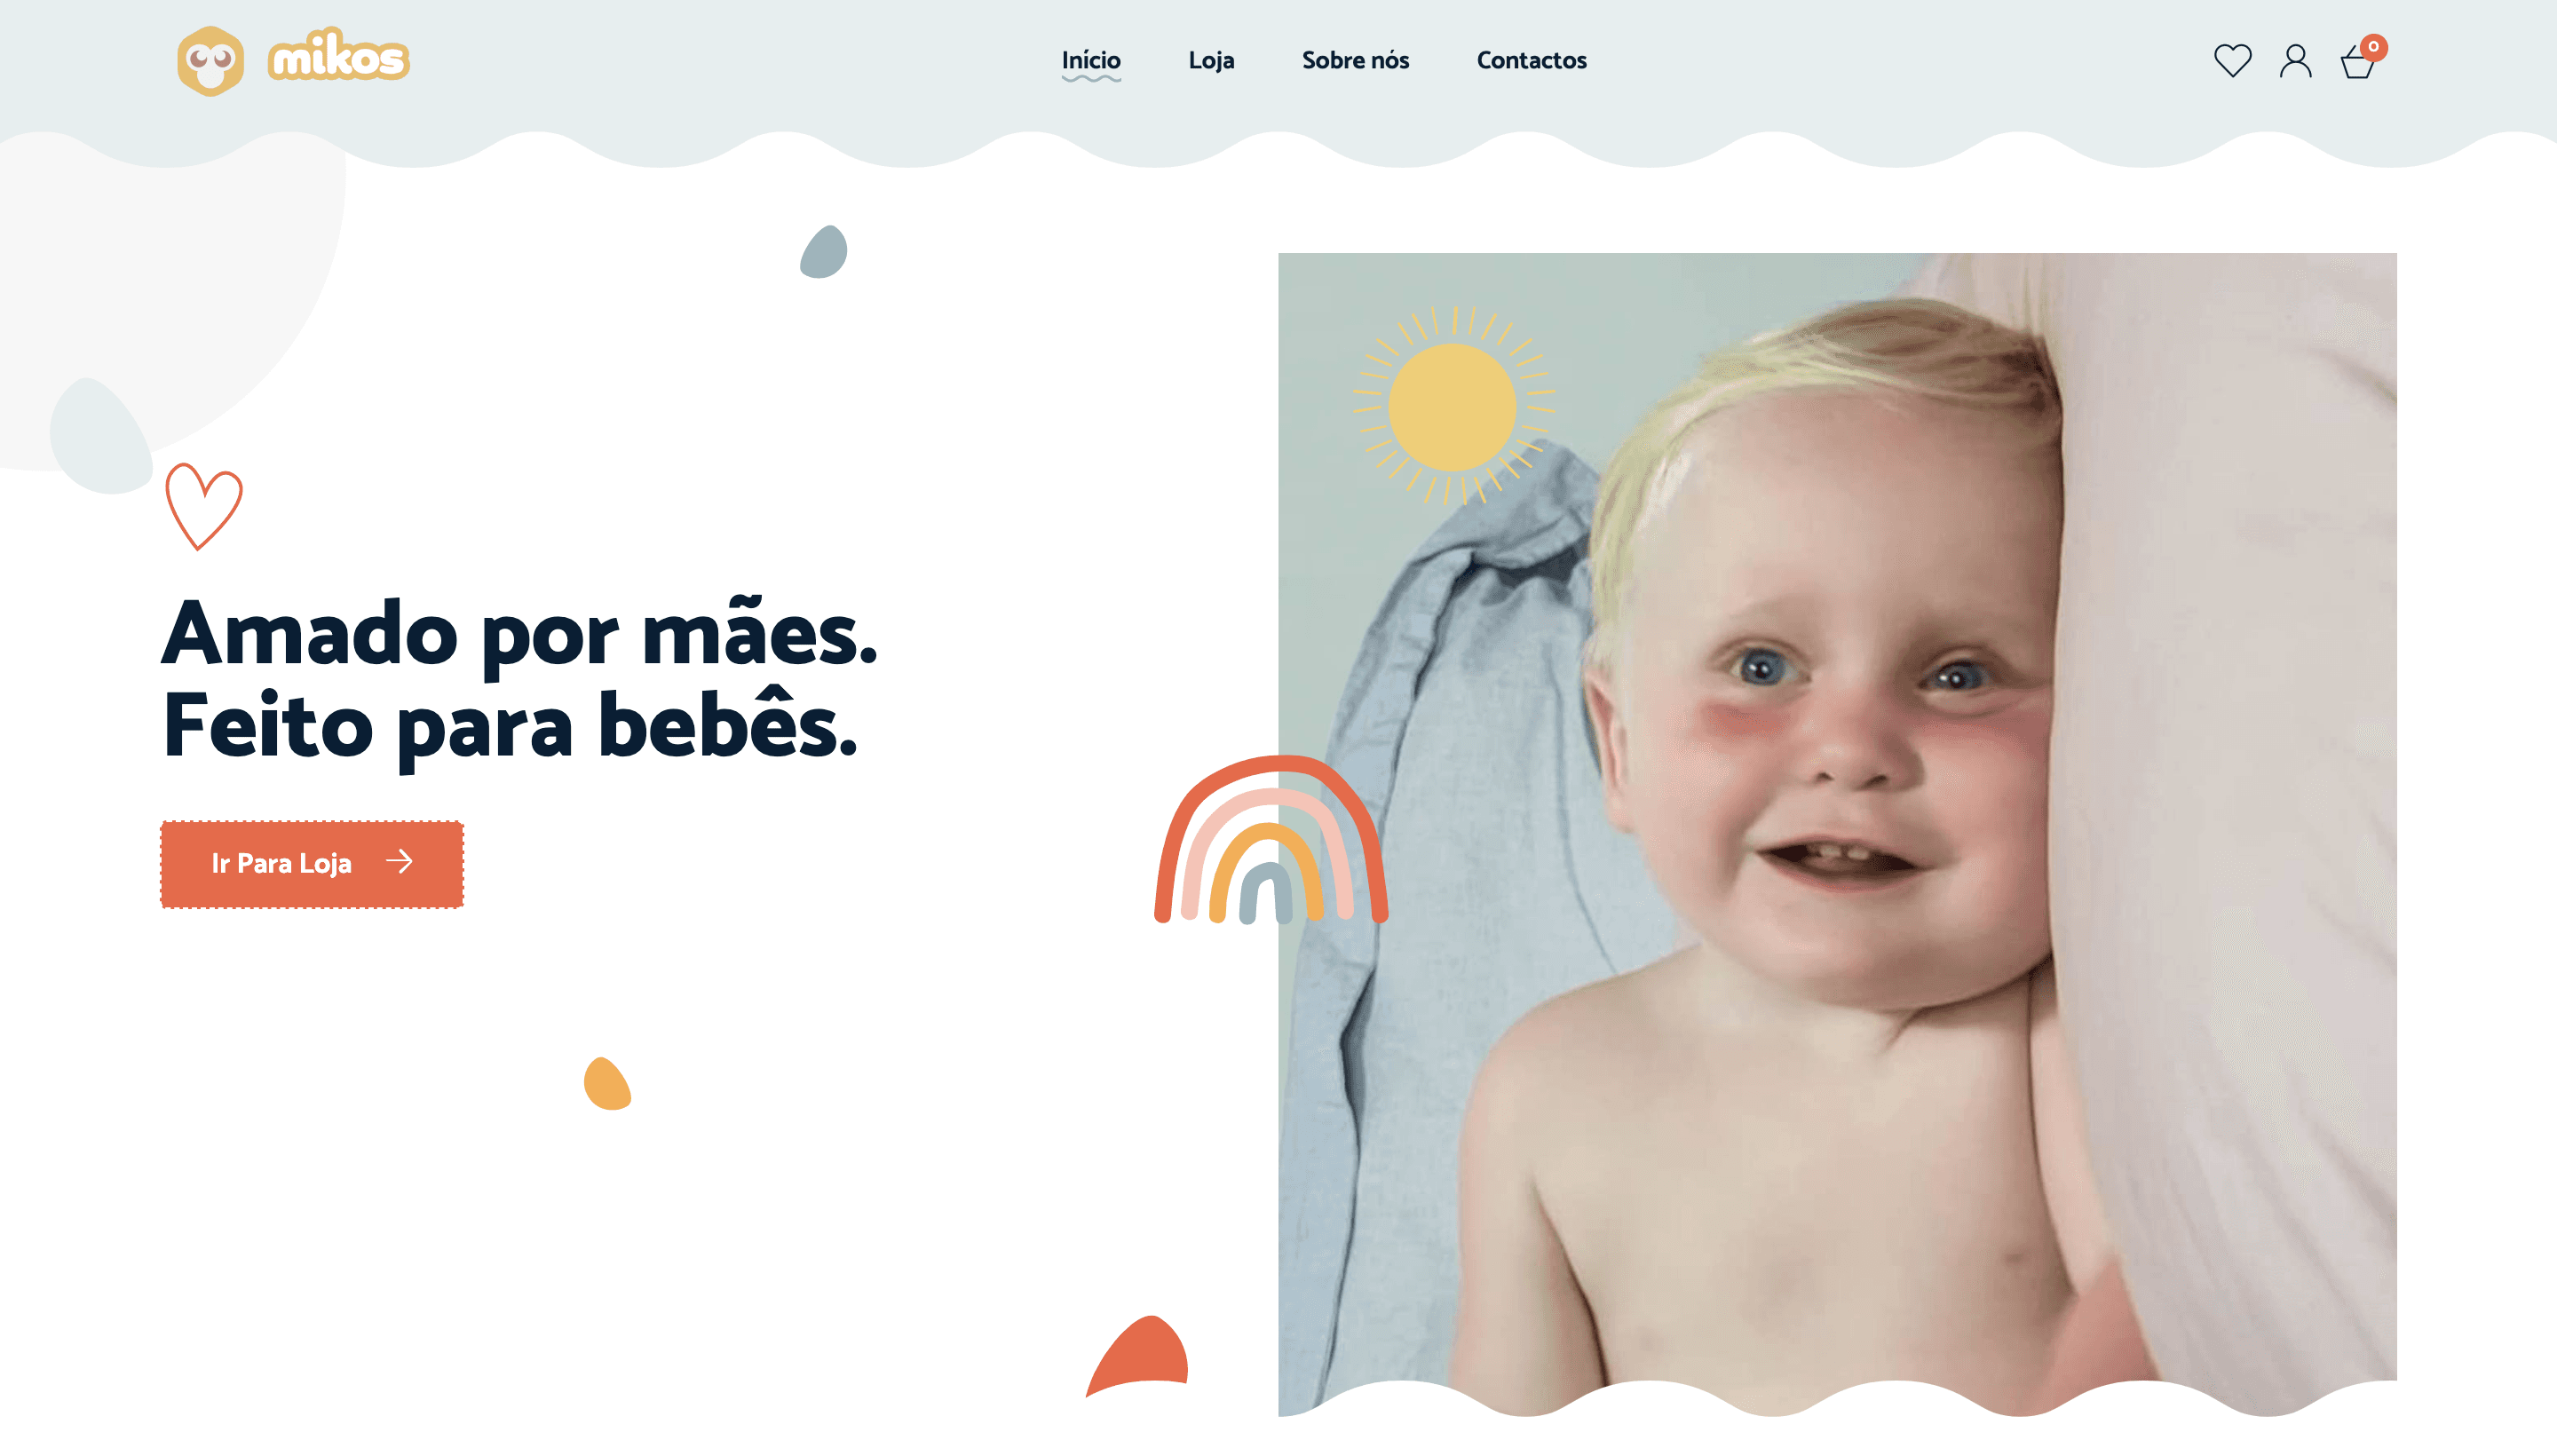 mikos
Início
Loja
Sobre nós
Contactos
0
Amado por mães.
Feito para bebês.
Ir Para Loja